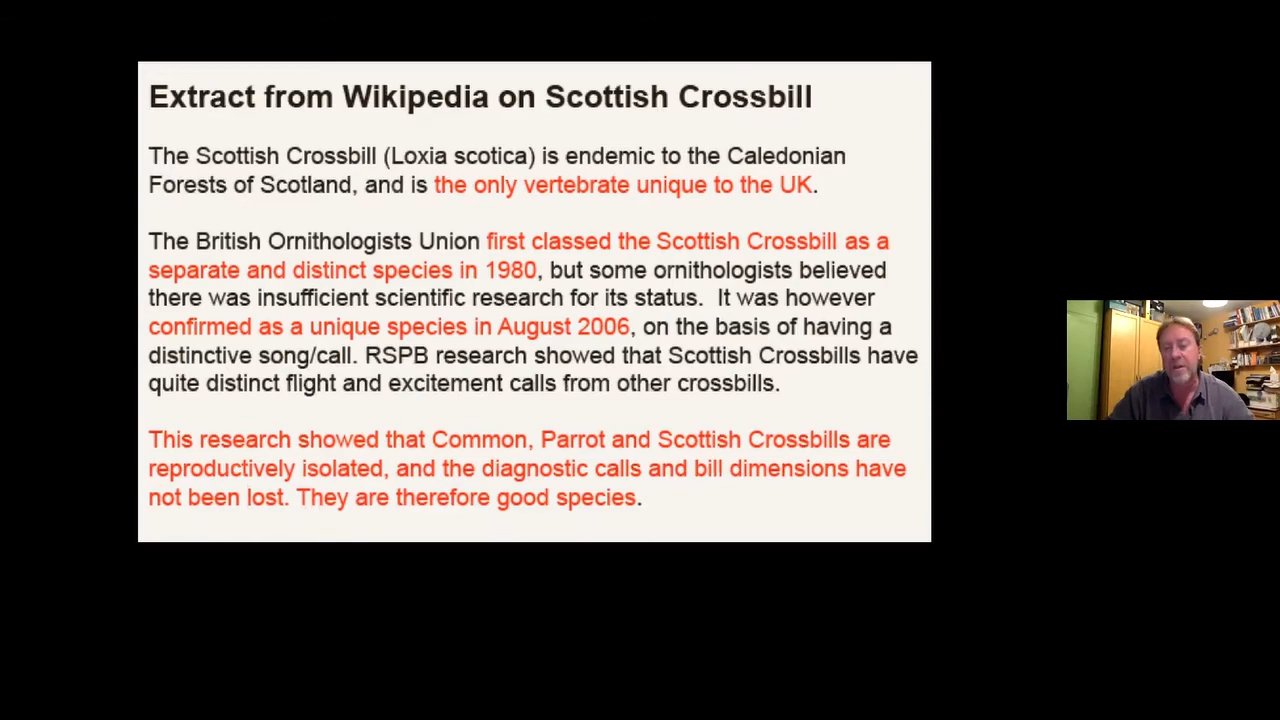 Extract from Wikipedia on Scottish Crossbill
The Scottish Crossbill (Loxia scotica) is endemic to the Caledonian
Forests of Scotland, and is the only vertebrate unique to the UK.
The British Ornithologists Union first classed the Scottish Crossbill as a
separate and distinct species in 1980, but some ornithologists believed
there was insufficient scientific research for its status.  It was however
confirmed as a unique species in August 2006, on the basis of having a
distinctive song/call. RSPB research showed that Scottish Crossbills have
quite distinct flight and excitement calls from other crossbills.
This research showed that Common, Parrot and Scottish Crossbills are
reproductively isolated, and the diagnostic calls and bill dimensions have
not been lost. They are therefore good species.